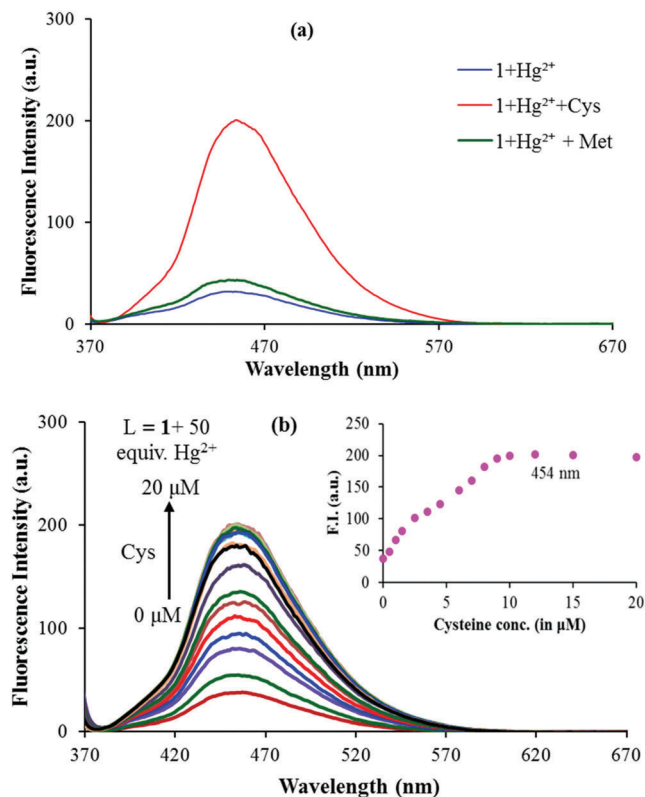 (a)
300
200
100
0
Fluorescence Intensity (a.u.)
1+Hg²⁺
1+Hg²⁺+Cys
1+Hg²⁺ + Met
370 470 570 670
Wavelength (nm)
(b)
300
200
100
0
Fluorescence Intensity (a.u.)
L = 1+ 50
equiv. Hg²⁺
20 µM
Cys
0 µM
370 420 470 520 570 620 670
Wavelength (nm)
250
200
150
100
50
0
F.I. (a.u.)
454 nm
0 5 10 15 20
Cysteine conc. (in µM)